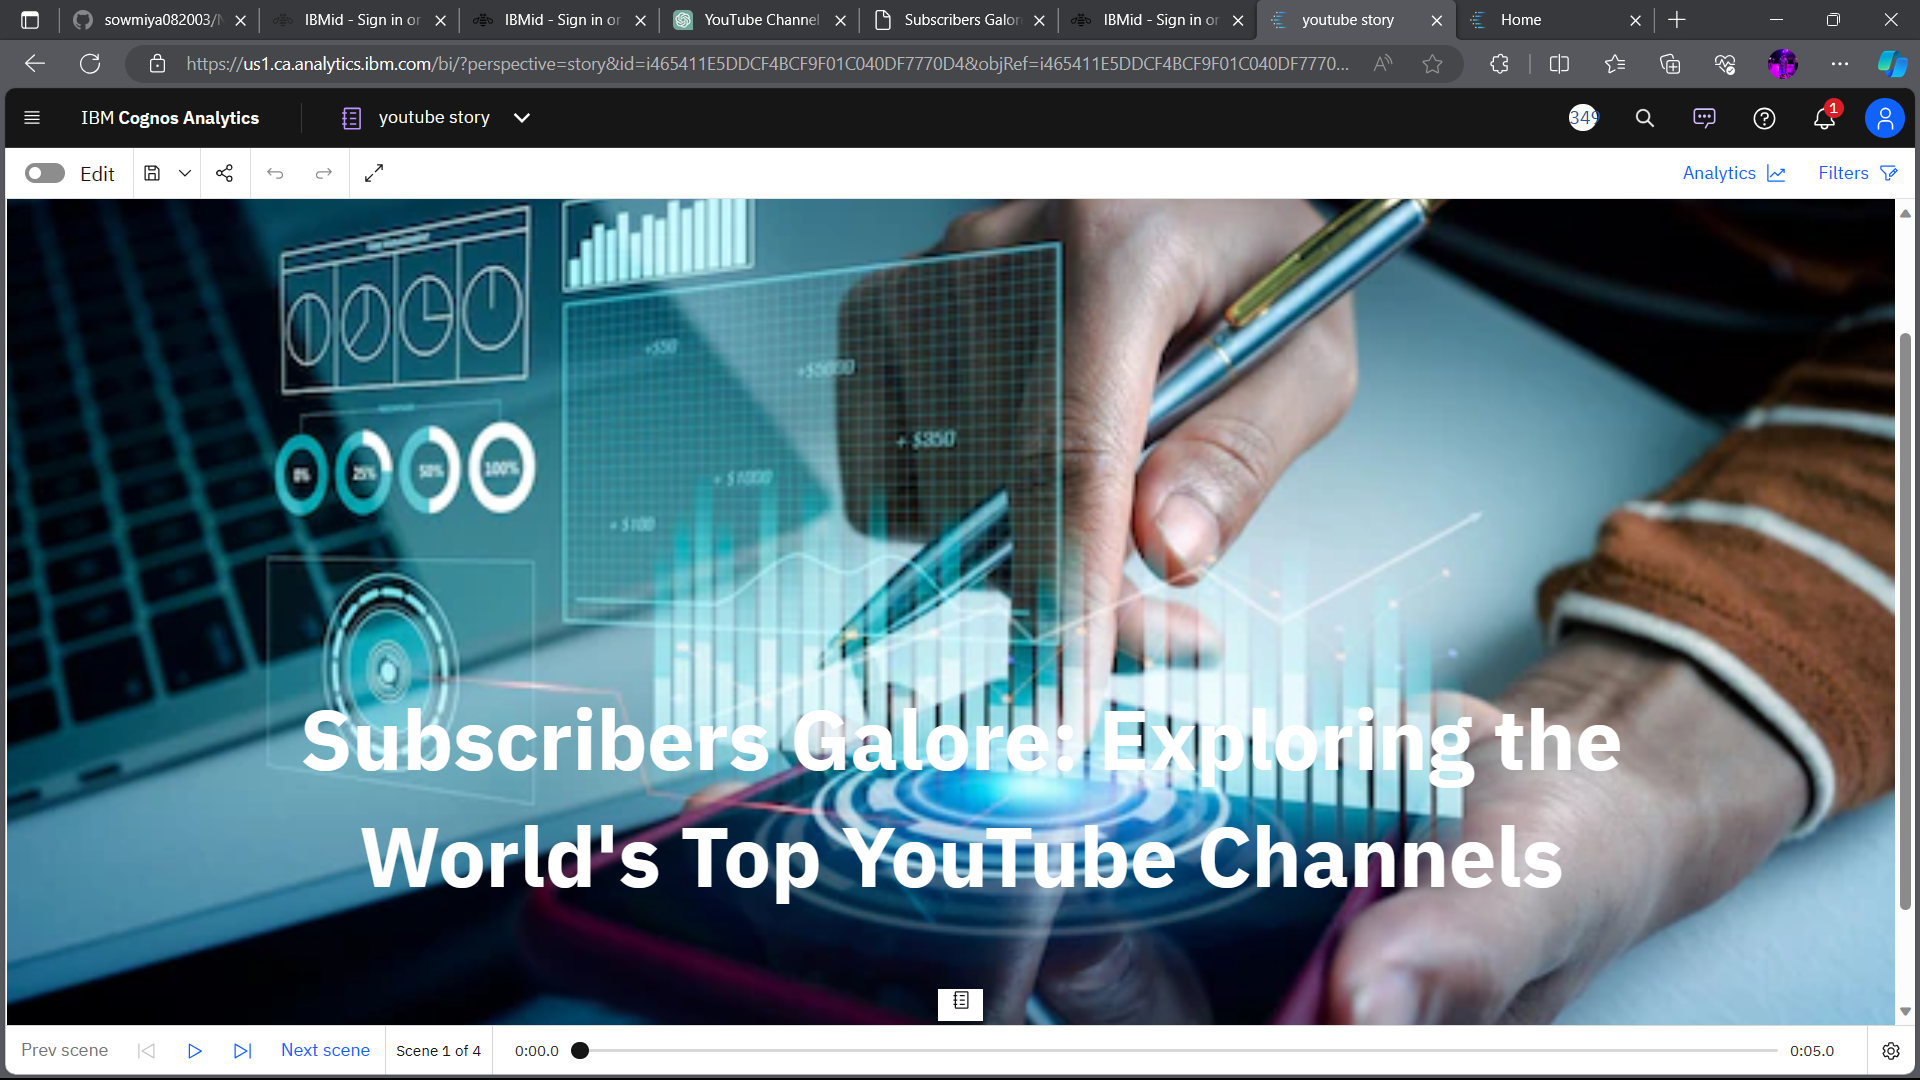 sowmiya082003/N
IBMid - Sign in or
IBMid - Sign in or
YouTube Channel
Subscribers Galor
IBMid - Sign in or
youtube story
Home
https://us1.ca.analytics.ibm.com/bi/?perspective=story&id=i465411E5DDCF4BCF9F01C040DF7770D4&objRef=i465411E5DDCF4BCF9F01C040DF7770...
IBM Cognos Analytics
youtube story
349
1
Edit
Analytics
Filters
+$50
+$5000
+ $350
+ $1000
+ $100
0%
25%
50%
100%
Subscribers Galore: Exploring the
World's Top YouTube Channels
Prev scene
Next scene
Scene 1 of 4
0:00.0
0:05.0